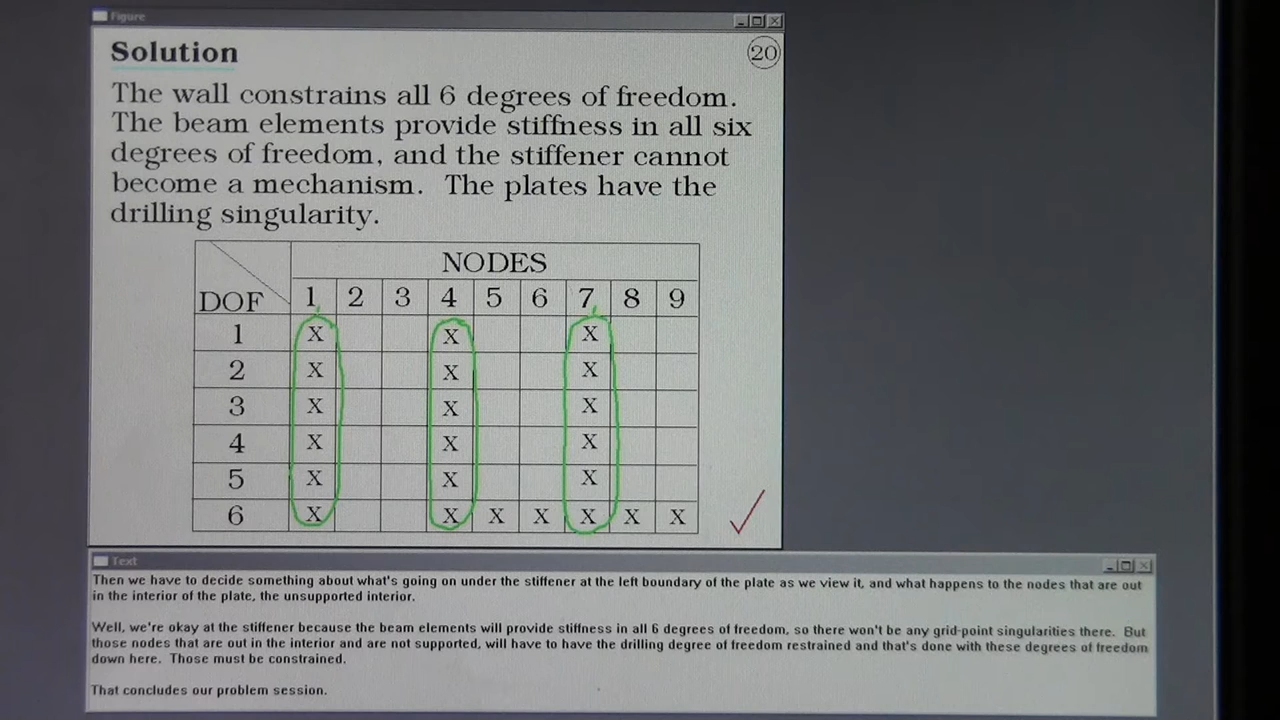 Figure
Solution
20
The wall constrains all 6 degrees of freedom.
The beam elements provide stiffness in all six
degrees of freedom, and the stiffener cannot
become a mechanism. The plates have the
drilling singularity.
NODES
DOF 1 2 3 4 5 6 7 8 9
1 X X X
2 X X X
3 X X X
4 X X X
5 X X X
6 X X X X X X X
Text
Then we have to decide something about what's going on under the stiffener at the left boundary of the plate as we view it, and what happens to the nodes that are out
in the interior of the plate, the unsupported interior.
Well, we're okay at the stiffener because the beam elements will provide stiffness in all 6 degrees of freedom, so there won't be any grid-point singularities there. But
those nodes that are out in the interior and are not supported, will have to have the drilling degree of freedom restrained and that's done with these degrees of freedom
down here. Those must be constrained.
That concludes our problem session.